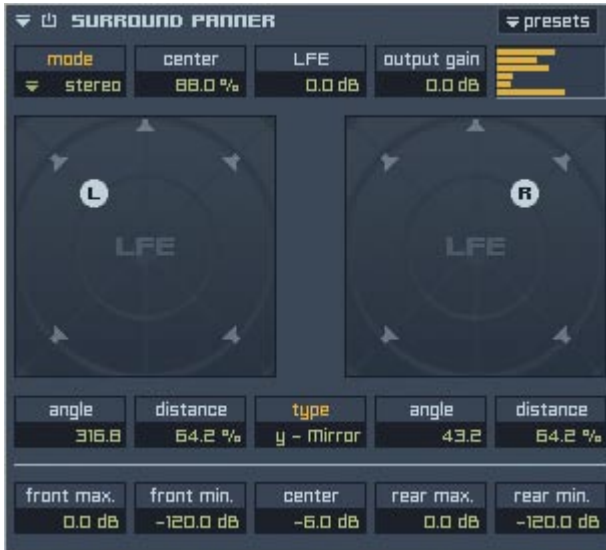 SURROUND PANNER presets
mode center LFE output gain
stereo 88.0 % 0.0 dB 0.0 dB
L R
LFE LFE
angle distance type angle distance
316.8 64.2 % y - Mirror 43.2 64.2 %
front max. front min. center rear max. rear min.
0.0 dB -120.0 dB -6.0 dB 0.0 dB -120.0 dB